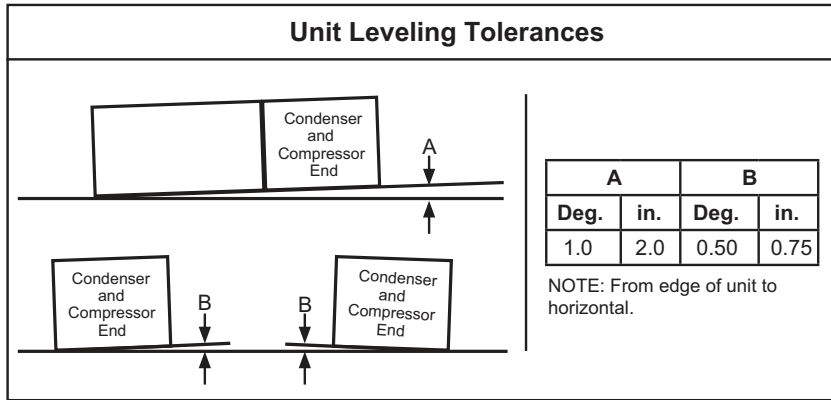 Unit Leveling Tolerances
Condenser
and
Compressor
End
A
Condenser
and
Compressor
End
B
B
Condenser
and
Compressor
End
A B
Deg. in. Deg. in.
1.0 2.0 0.50 0.75
NOTE: From edge of unit to
horizontal.